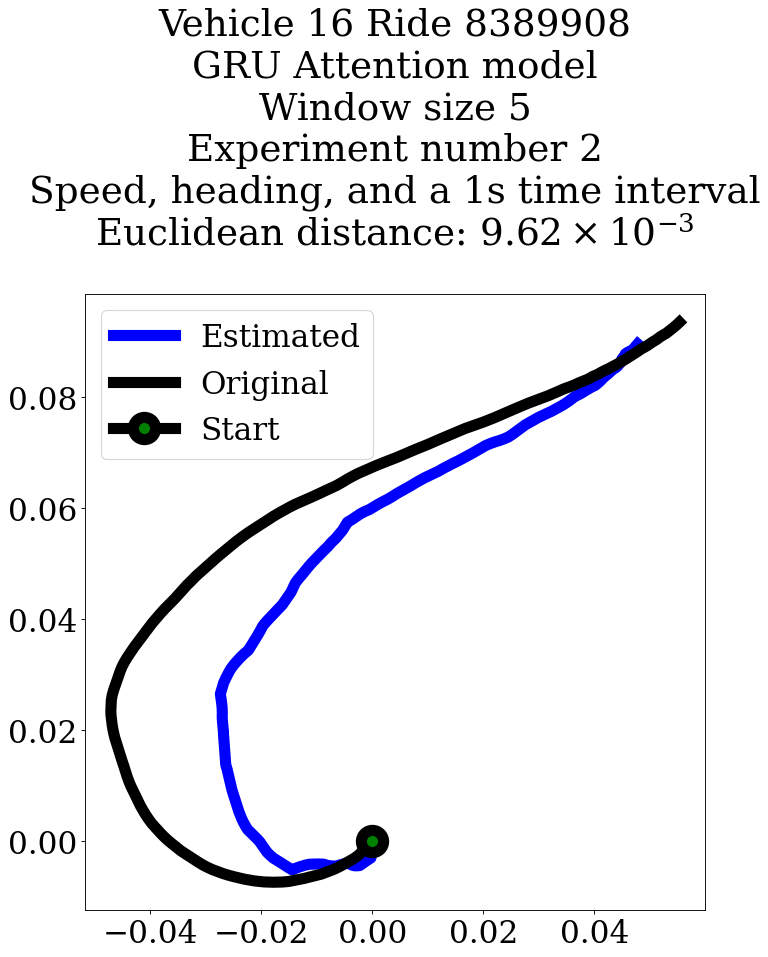 Vehicle 16 Ride 8389908
GRU Attention model
Window size 5
Experiment number 2
Speed, heading, and a 1s time interval
Euclidean distance: 9.62 × 10⁻³
Estimated
Original
Start
0.08
0.06
0.04
0.02
0.00
−0.04 −0.02 0.00 0.02 0.04